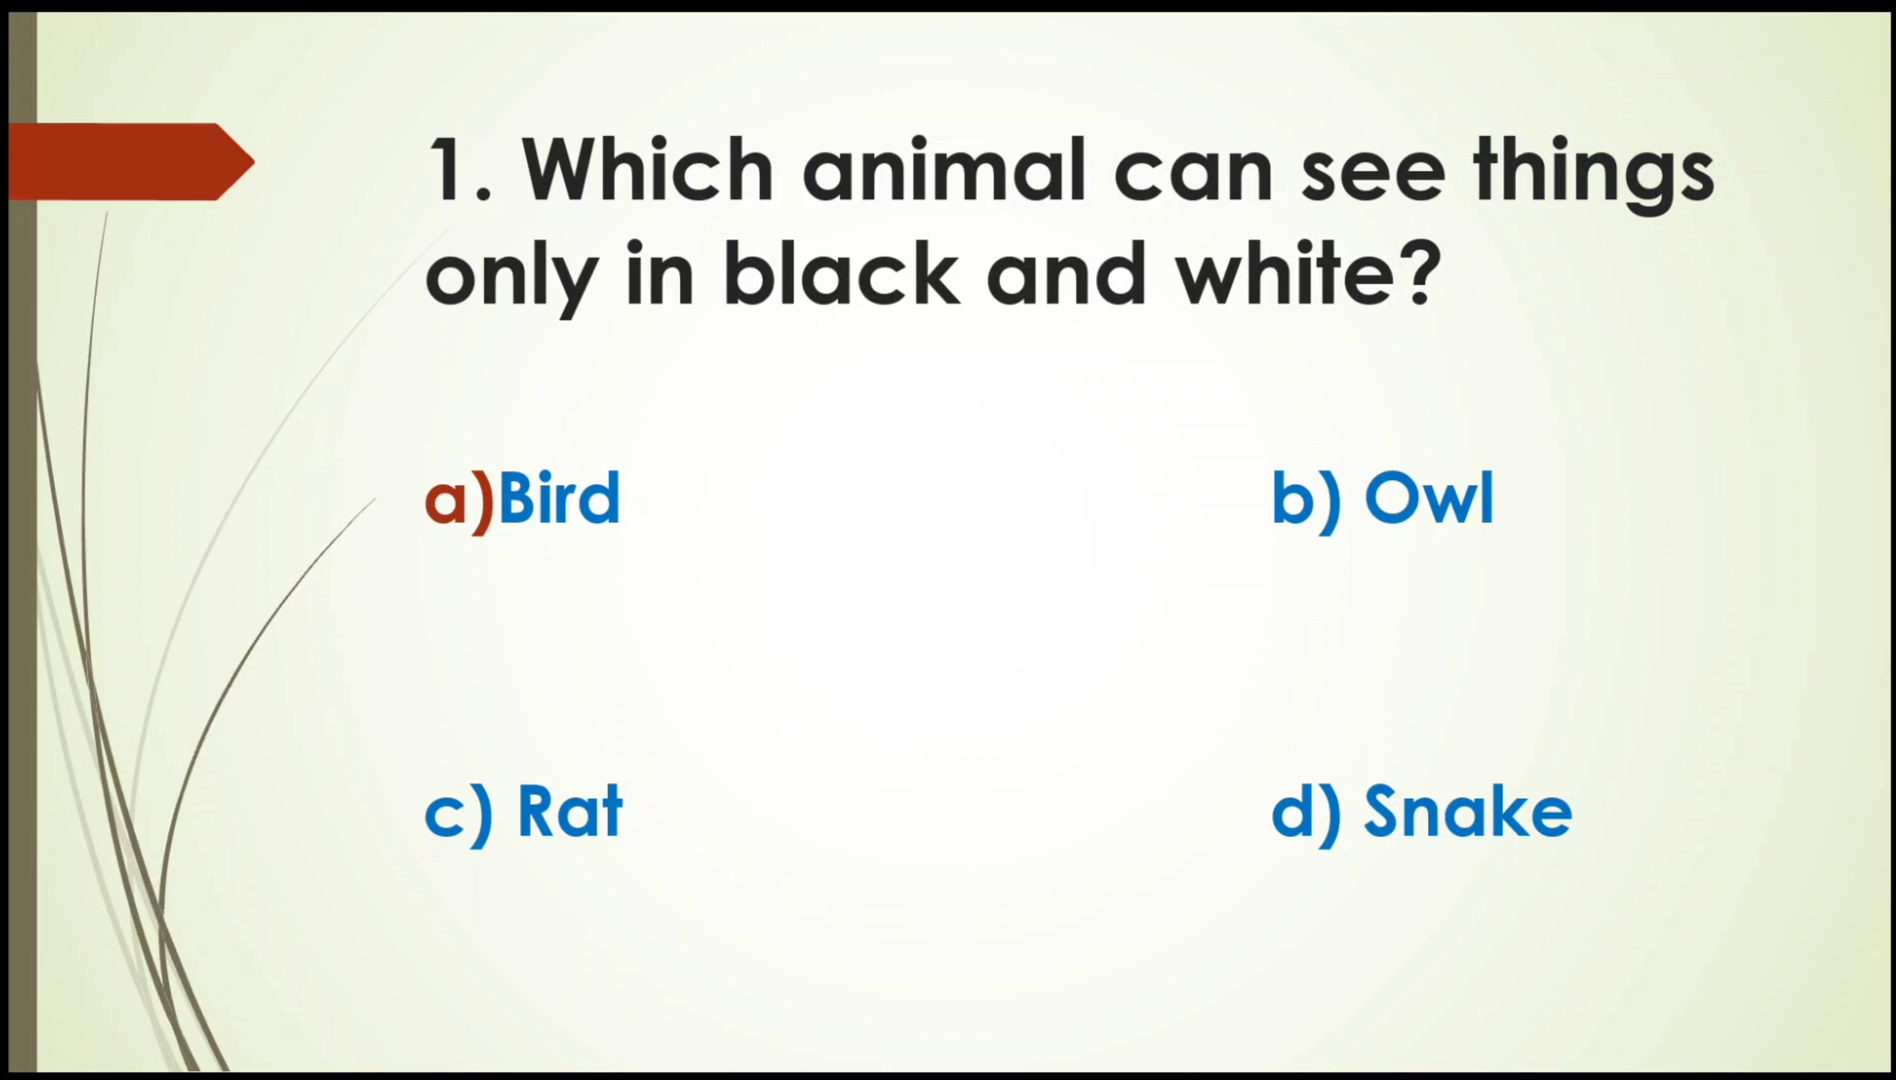 1. Which animal can see things
only in black and white?
a)Bird
b) Owl
c) Rat
d) Snake